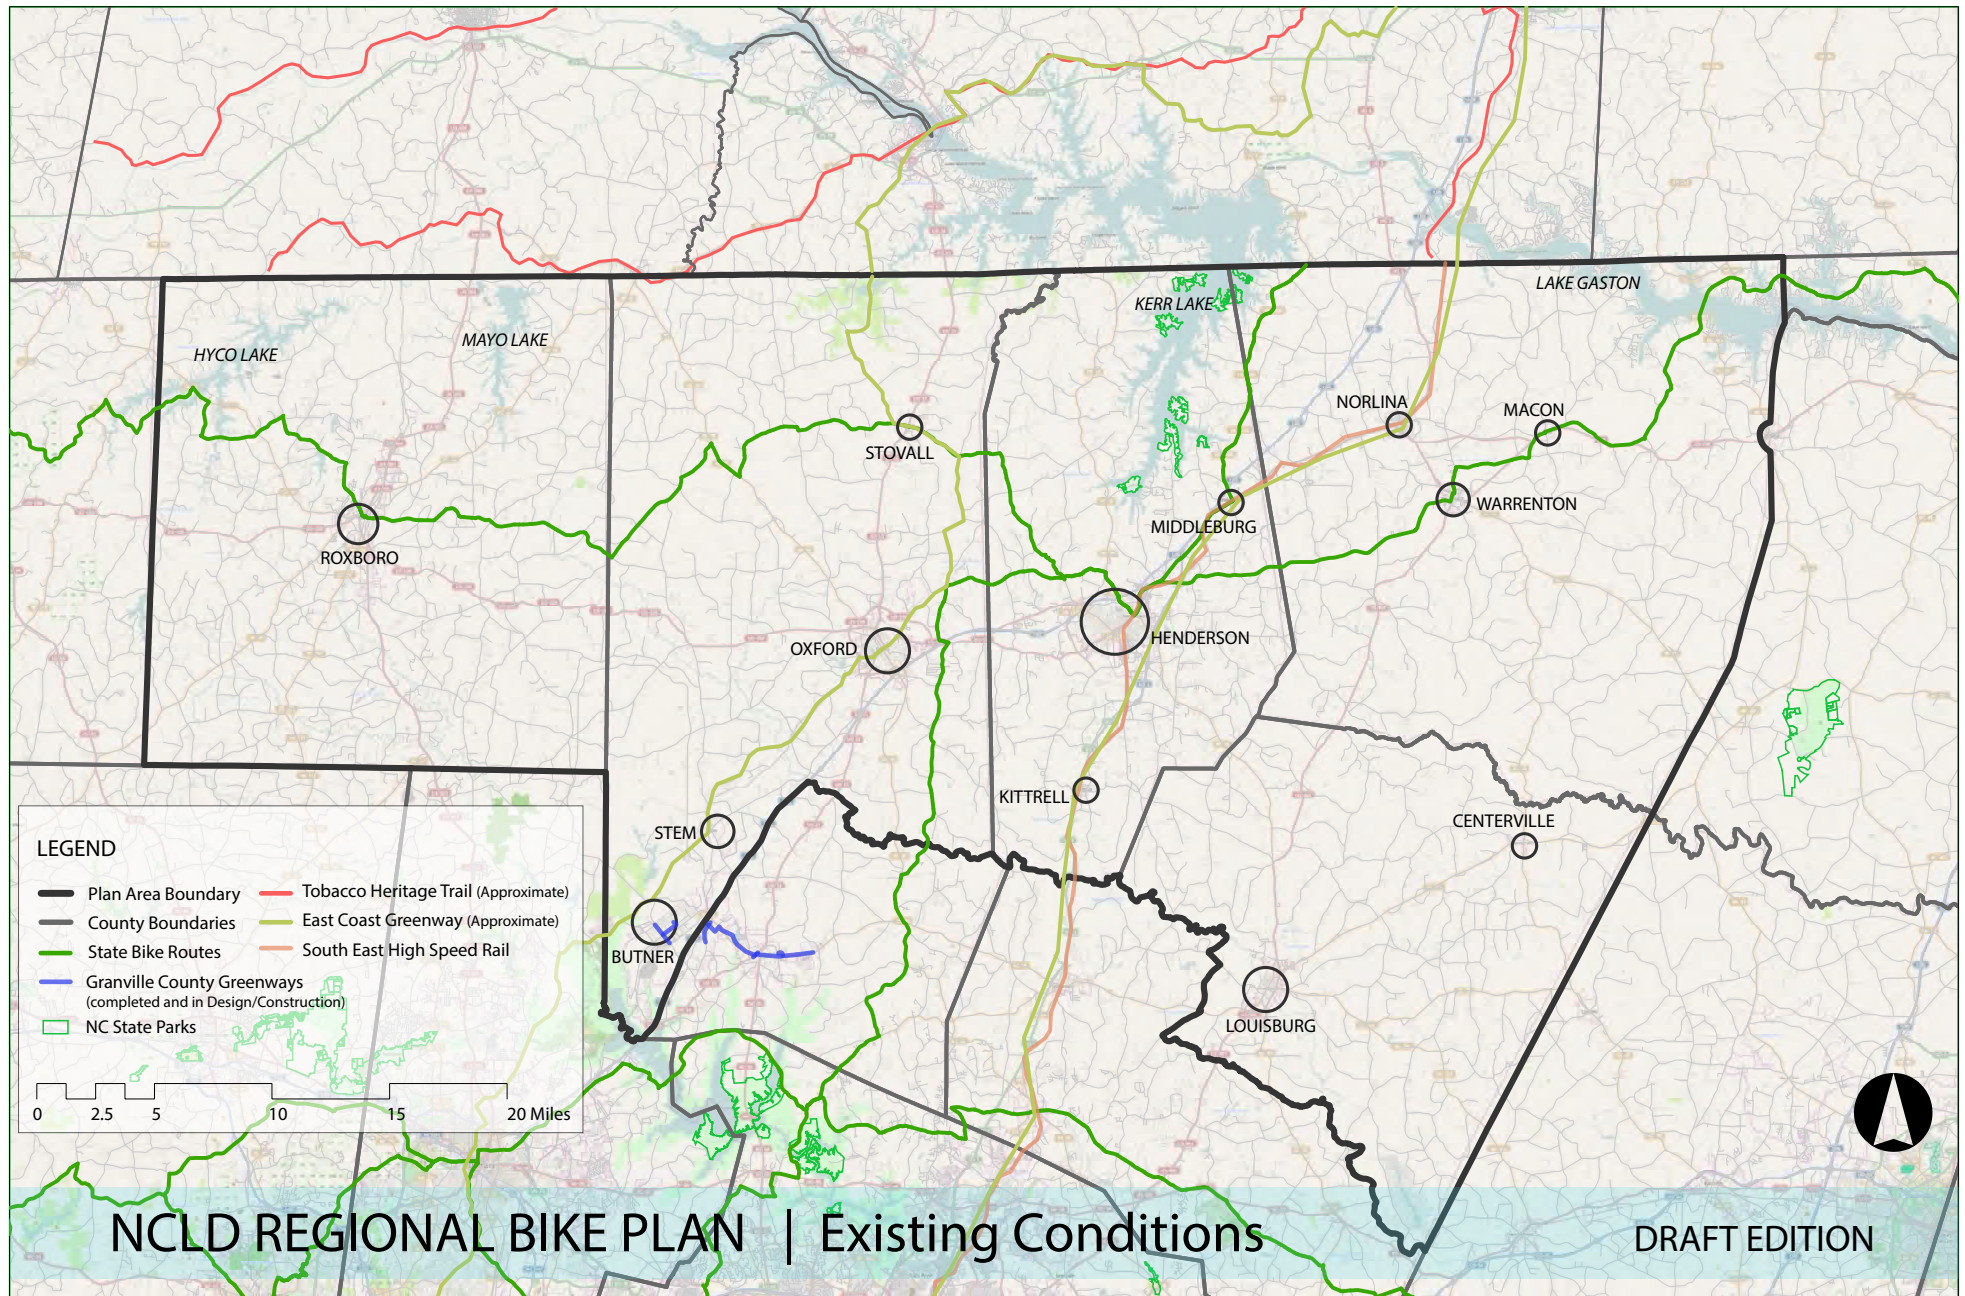 LAKE GASTON
KERR LAKE
MAYO LAKE
HYCO LAKE
NORLINA
MACON
STOVALL
WARRENTON
MIDDLEBURG
ROXBORO
HENDERSON
OXFORD
KITTRELL
CENTERVILLE
STEM
BUTNER
LOUISBURG
LEGEND
Plan Area Boundary
County Boundaries
State Bike Routes
Granville County Greenways
(completed and in Design/Construction)
NC State Parks
Tobacco Heritage Trail (Approximate)
East Coast Greenway (Approximate)
South East High Speed Rail
0 2.5 5 10 15 20 Miles
NCLD REGIONAL BIKE PLAN | Existing Conditions
DRAFT EDITION